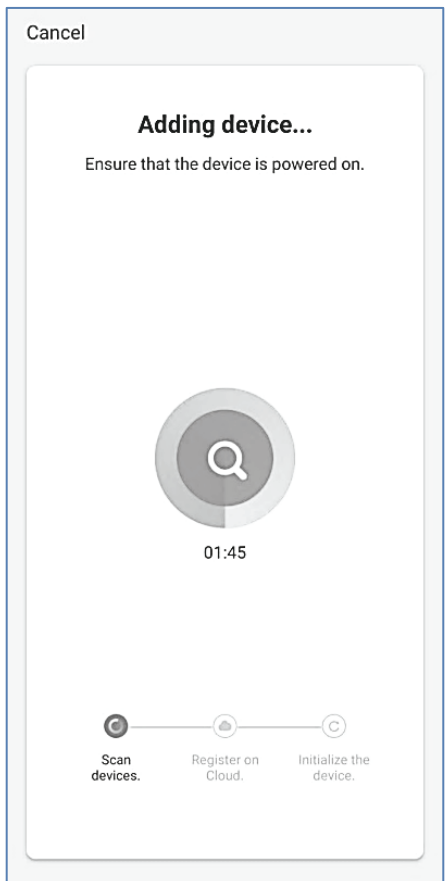 Cancel
Adding device...
Ensure that the device is powered on.
01:45
Scan
devices.
Register on
Cloud.
Initialize the
device.